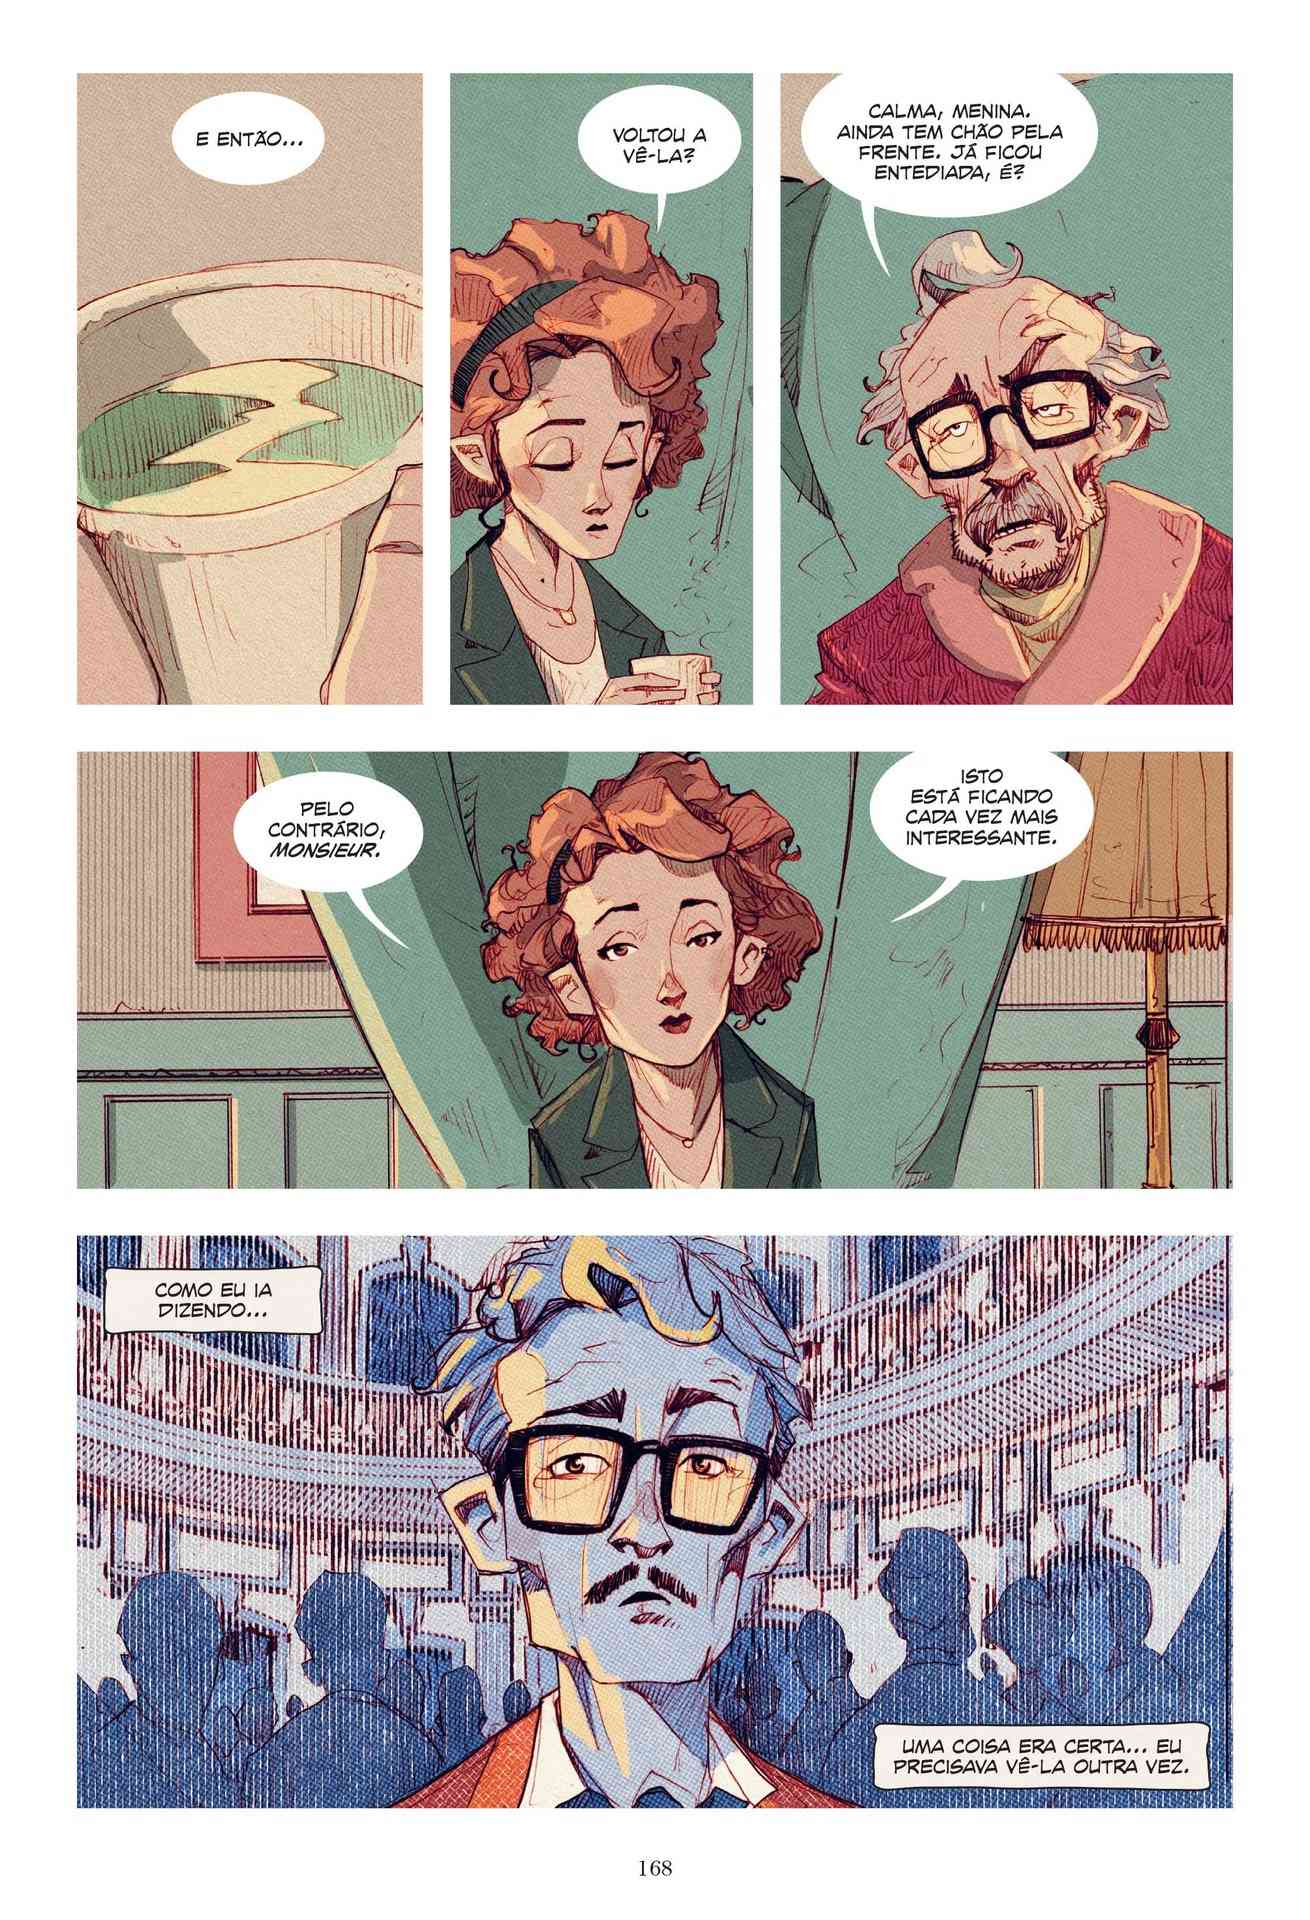 E ENTÃO...
VOLTOU A
VÊ-LA?
CALMA, MENINA.
AINDA TEM CHÃO PELA
FRENTE. JÁ FICOU
ENTEDIADA, É?
PELO
CONTRÁRIO,
MONSIEUR.
ISTO
ESTÁ FICANDO
CADA VEZ MAIS
INTERESSANTE.
COMO EU IA
DIZENDO...
UMA COISA ERA CERTA... EU
PRECISAVA VÊ-LA OUTRA VEZ.
168